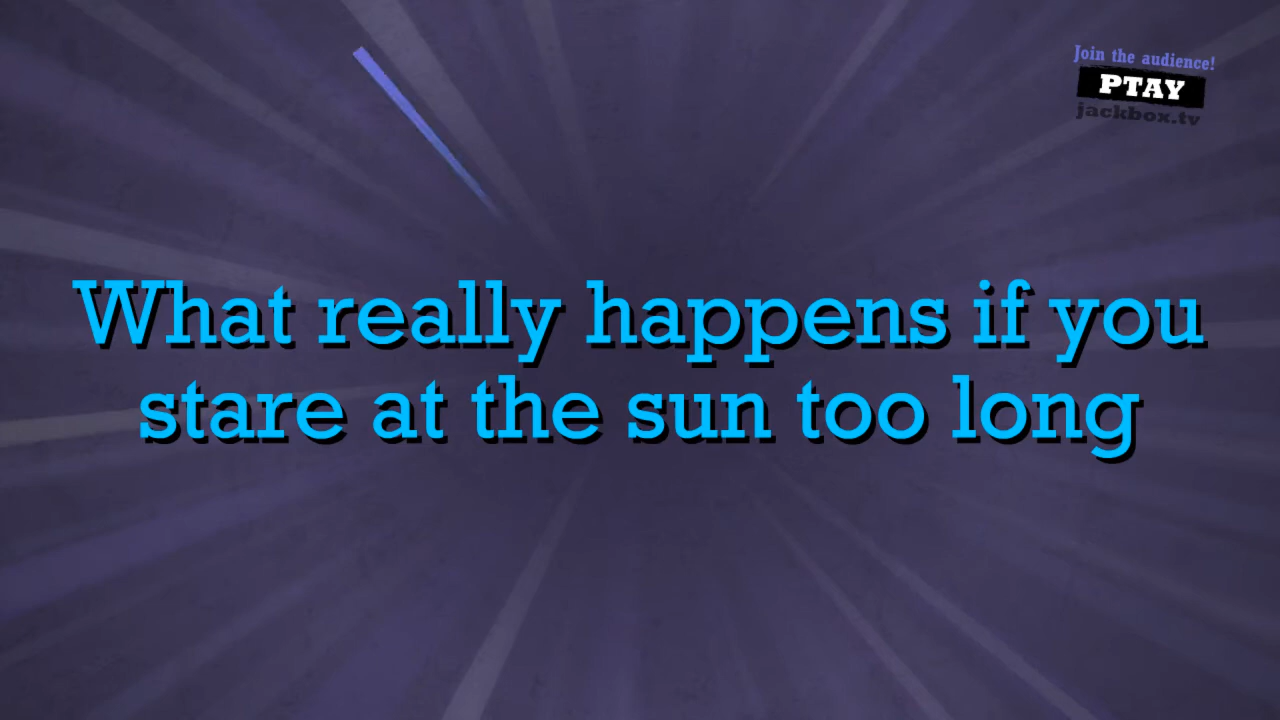 Join the audience!
PTAY
jackbox.tv
What really happens if you
stare at the sun too long